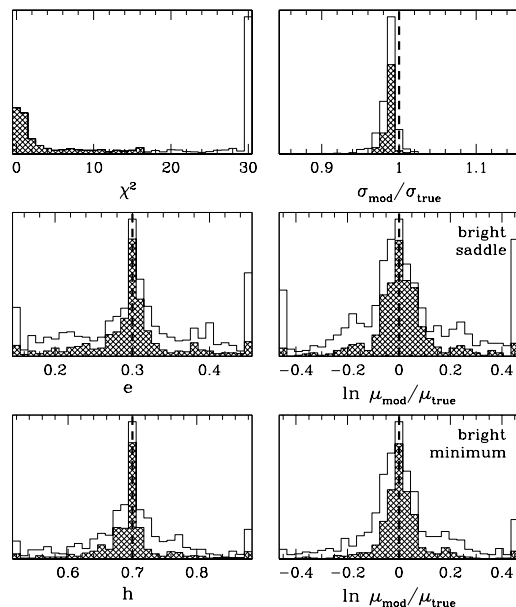 0 10 20 30
χ²
0.9 1 1.1
σmod/σtrue
0.2 0.3 0.4
e
bright
saddle
−0.4 −0.2 0 0.2 0.4
ln μmod/μtrue
0.6 0.7 0.8
h
bright
minimum
−0.4 −0.2 0 0.2 0.4
ln μmod/μtrue